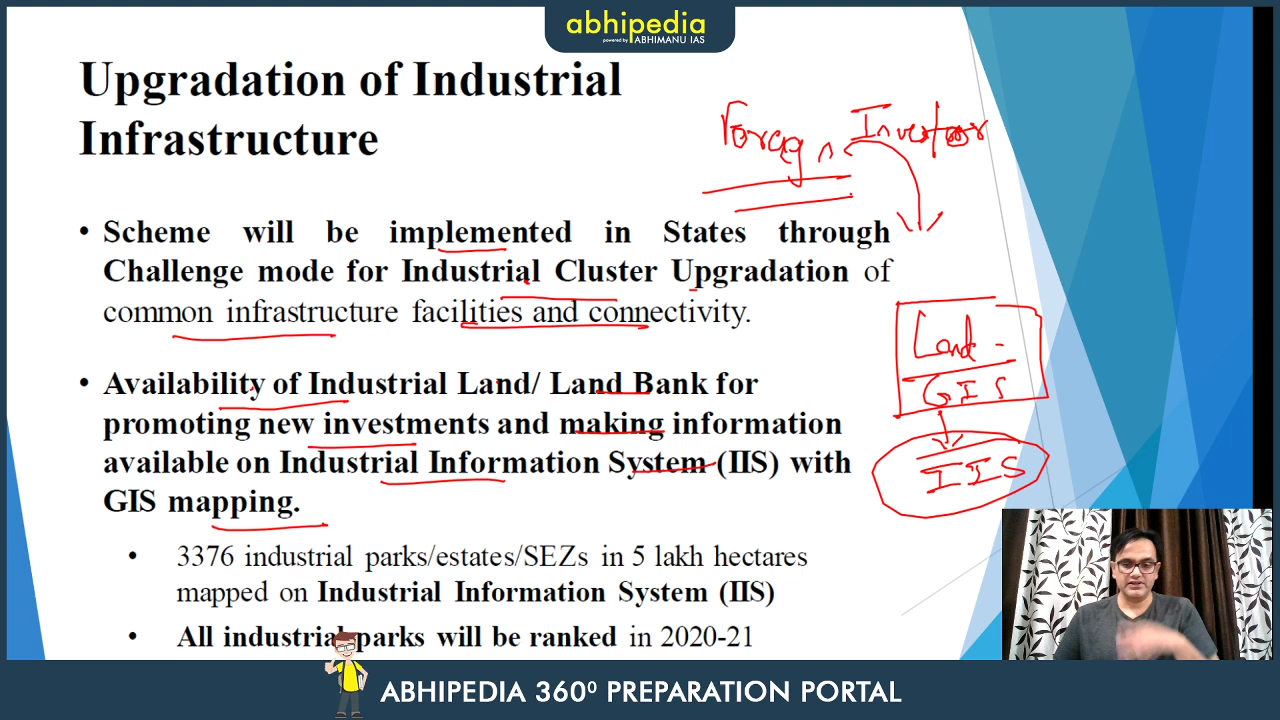 abhipedia
powered by ABHIMANU IAS
Upgradation of Industrial
Infrastructure
Foreign Investor
• Scheme will be implemented in States through
Challenge mode for Industrial Cluster Upgradation of
common infrastructure facilities and connectivity.
Land
GIS
IIS
• Availability of Industrial Land/ Land Bank for
promoting new investments and making information
available on Industrial Information System (IIS) with
GIS mapping.
• 3376 industrial parks/estates/SEZs in 5 lakh hectares
mapped on Industrial Information System (IIS)
• All industrial parks will be ranked in 2020-21
ABHIPEDIA 360⁰ PREPARATION PORTAL